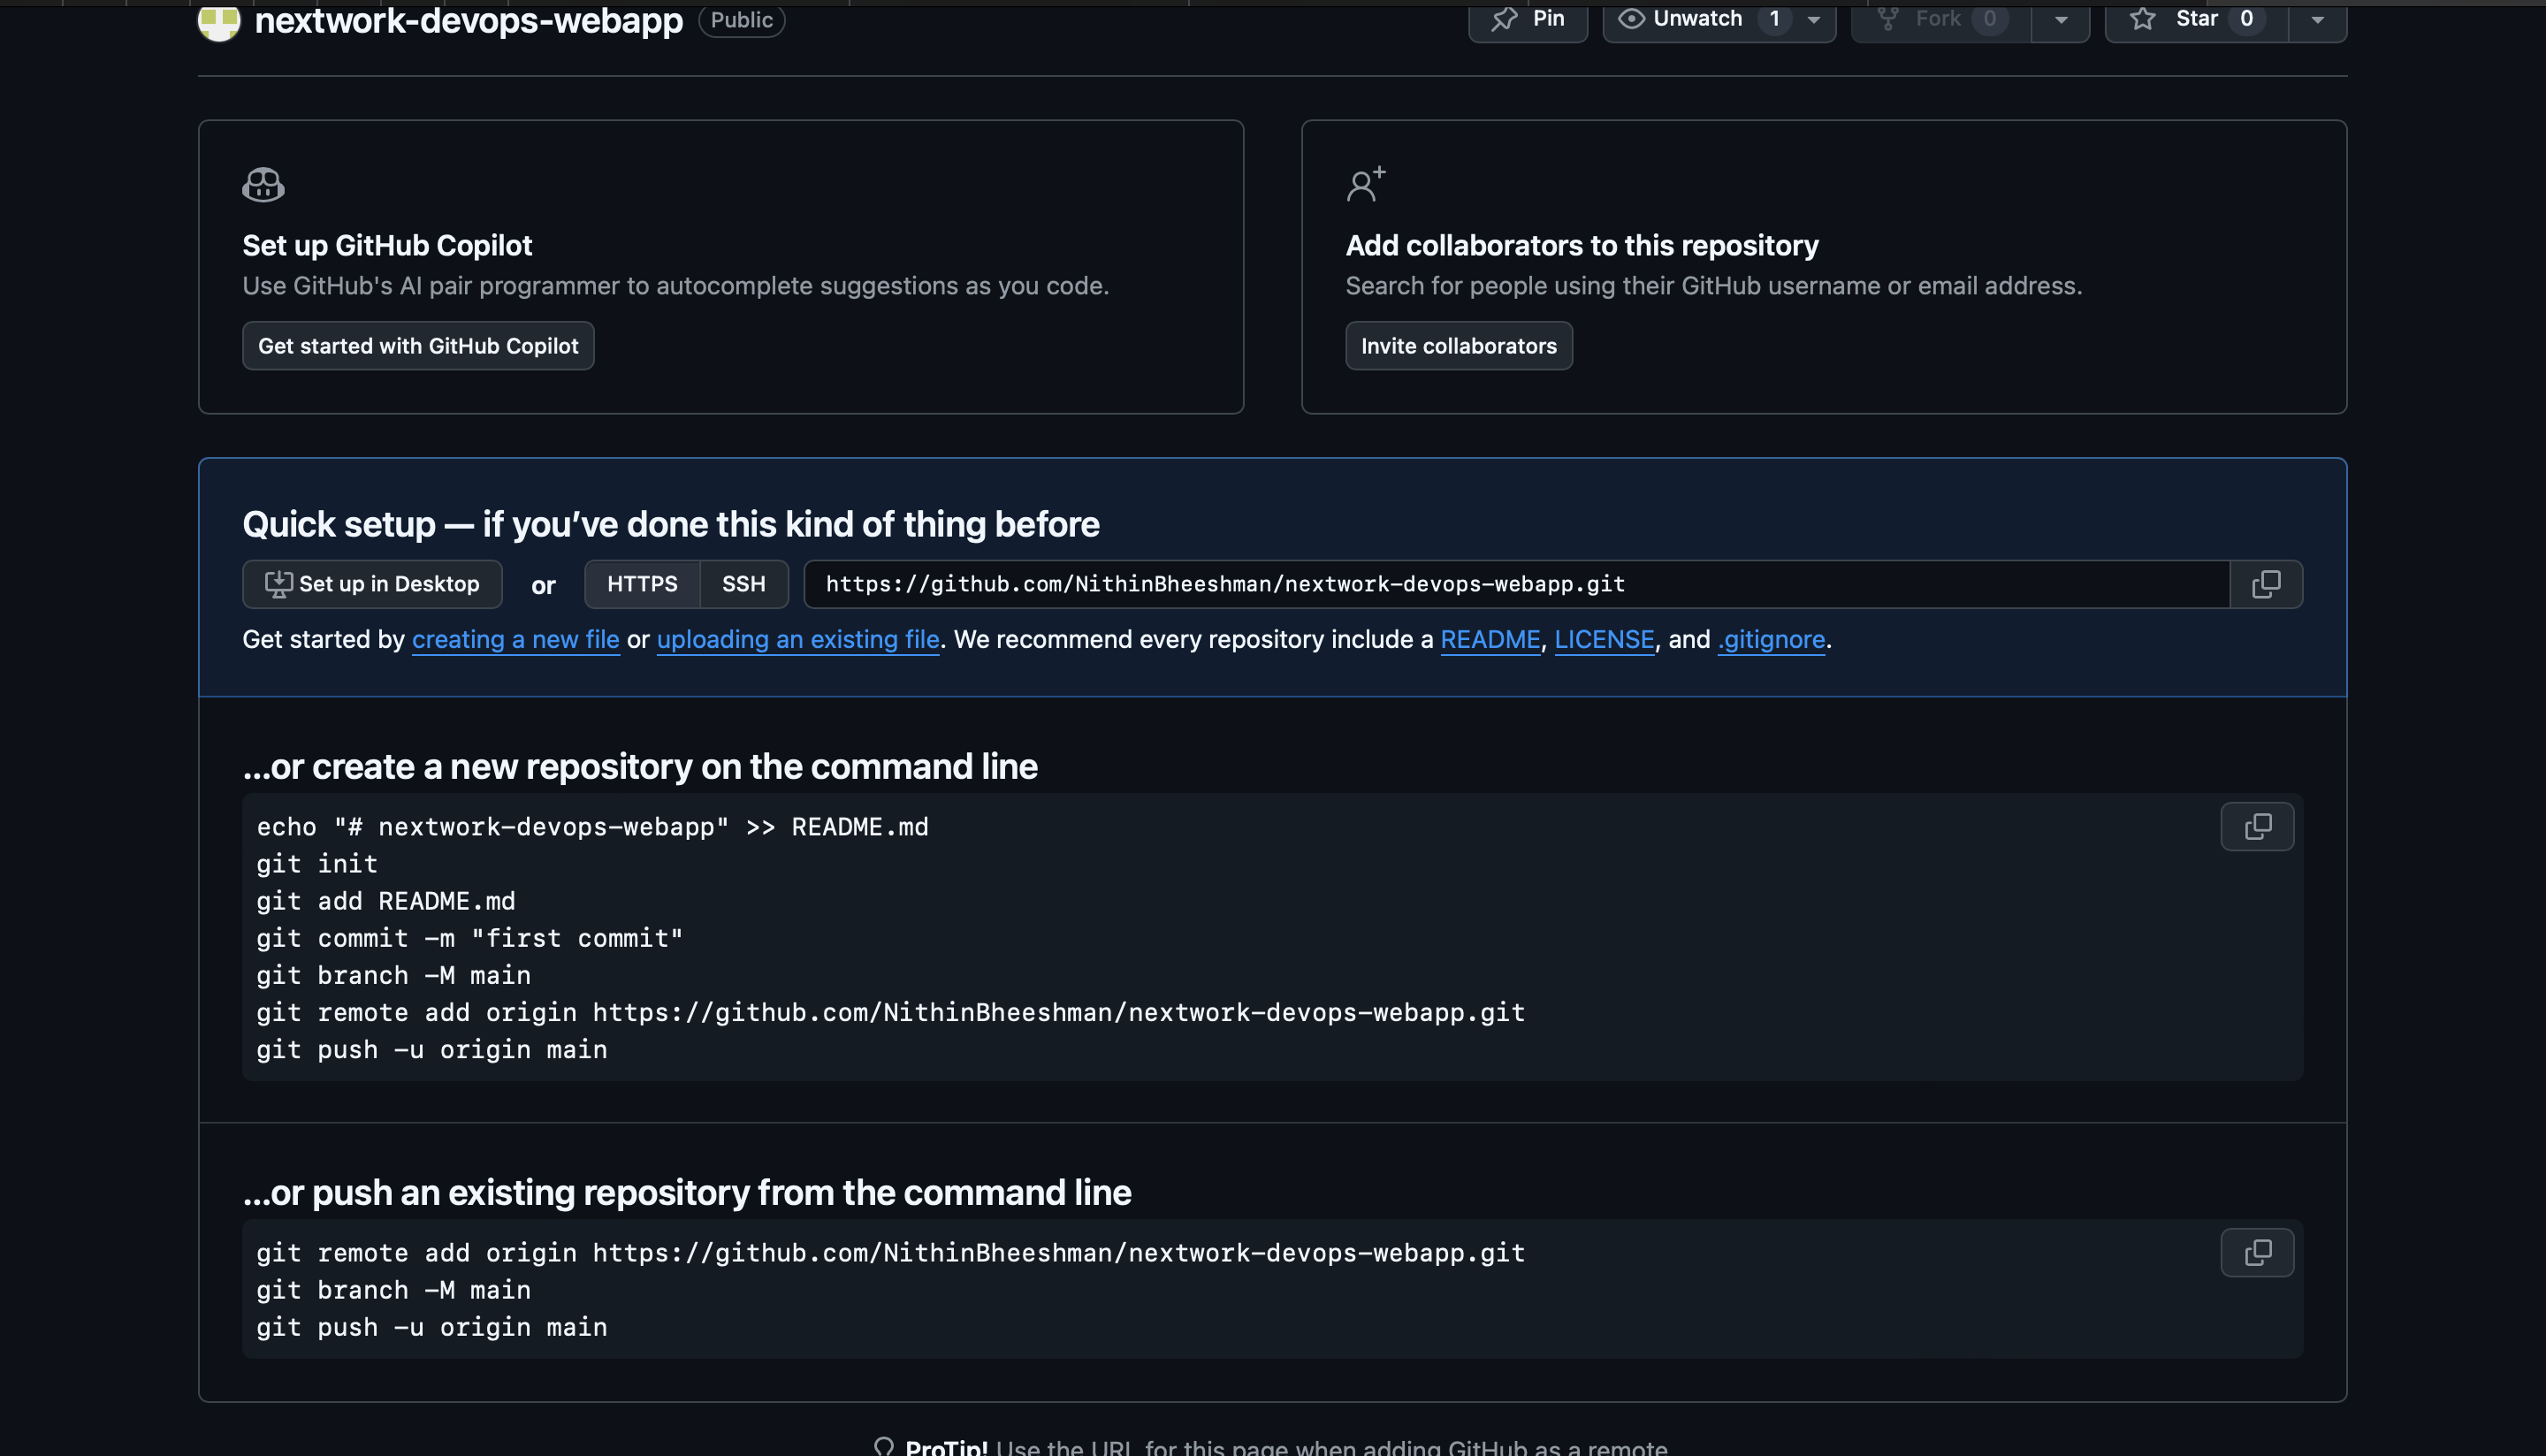 nextwork-devops-webapp Public
Pin Unwatch 1 Fork 0 Star 0
Set up GitHub Copilot
Use GitHub's AI pair programmer to autocomplete suggestions as you code.
Get started with GitHub Copilot
Add collaborators to this repository
Search for people using their GitHub username or email address.
Invite collaborators
Quick setup — if you’ve done this kind of thing before
Set up in Desktop or HTTPS SSH https://github.com/NithinBheeshman/nextwork-devops-webapp.git
Get started by creating a new file or uploading an existing file. We recommend every repository include a README, LICENSE, and .gitignore.
…or create a new repository on the command line
echo "# nextwork-devops-webapp" >> README.md
git init
git add README.md
git commit -m "first commit"
git branch -M main
git remote add origin https://github.com/NithinBheeshman/nextwork-devops-webapp.git
git push -u origin main
…or push an existing repository from the command line
git remote add origin https://github.com/NithinBheeshman/nextwork-devops-webapp.git
git branch -M main
git push -u origin main
ProTip! Use the URL for this page when adding GitHub as a remote